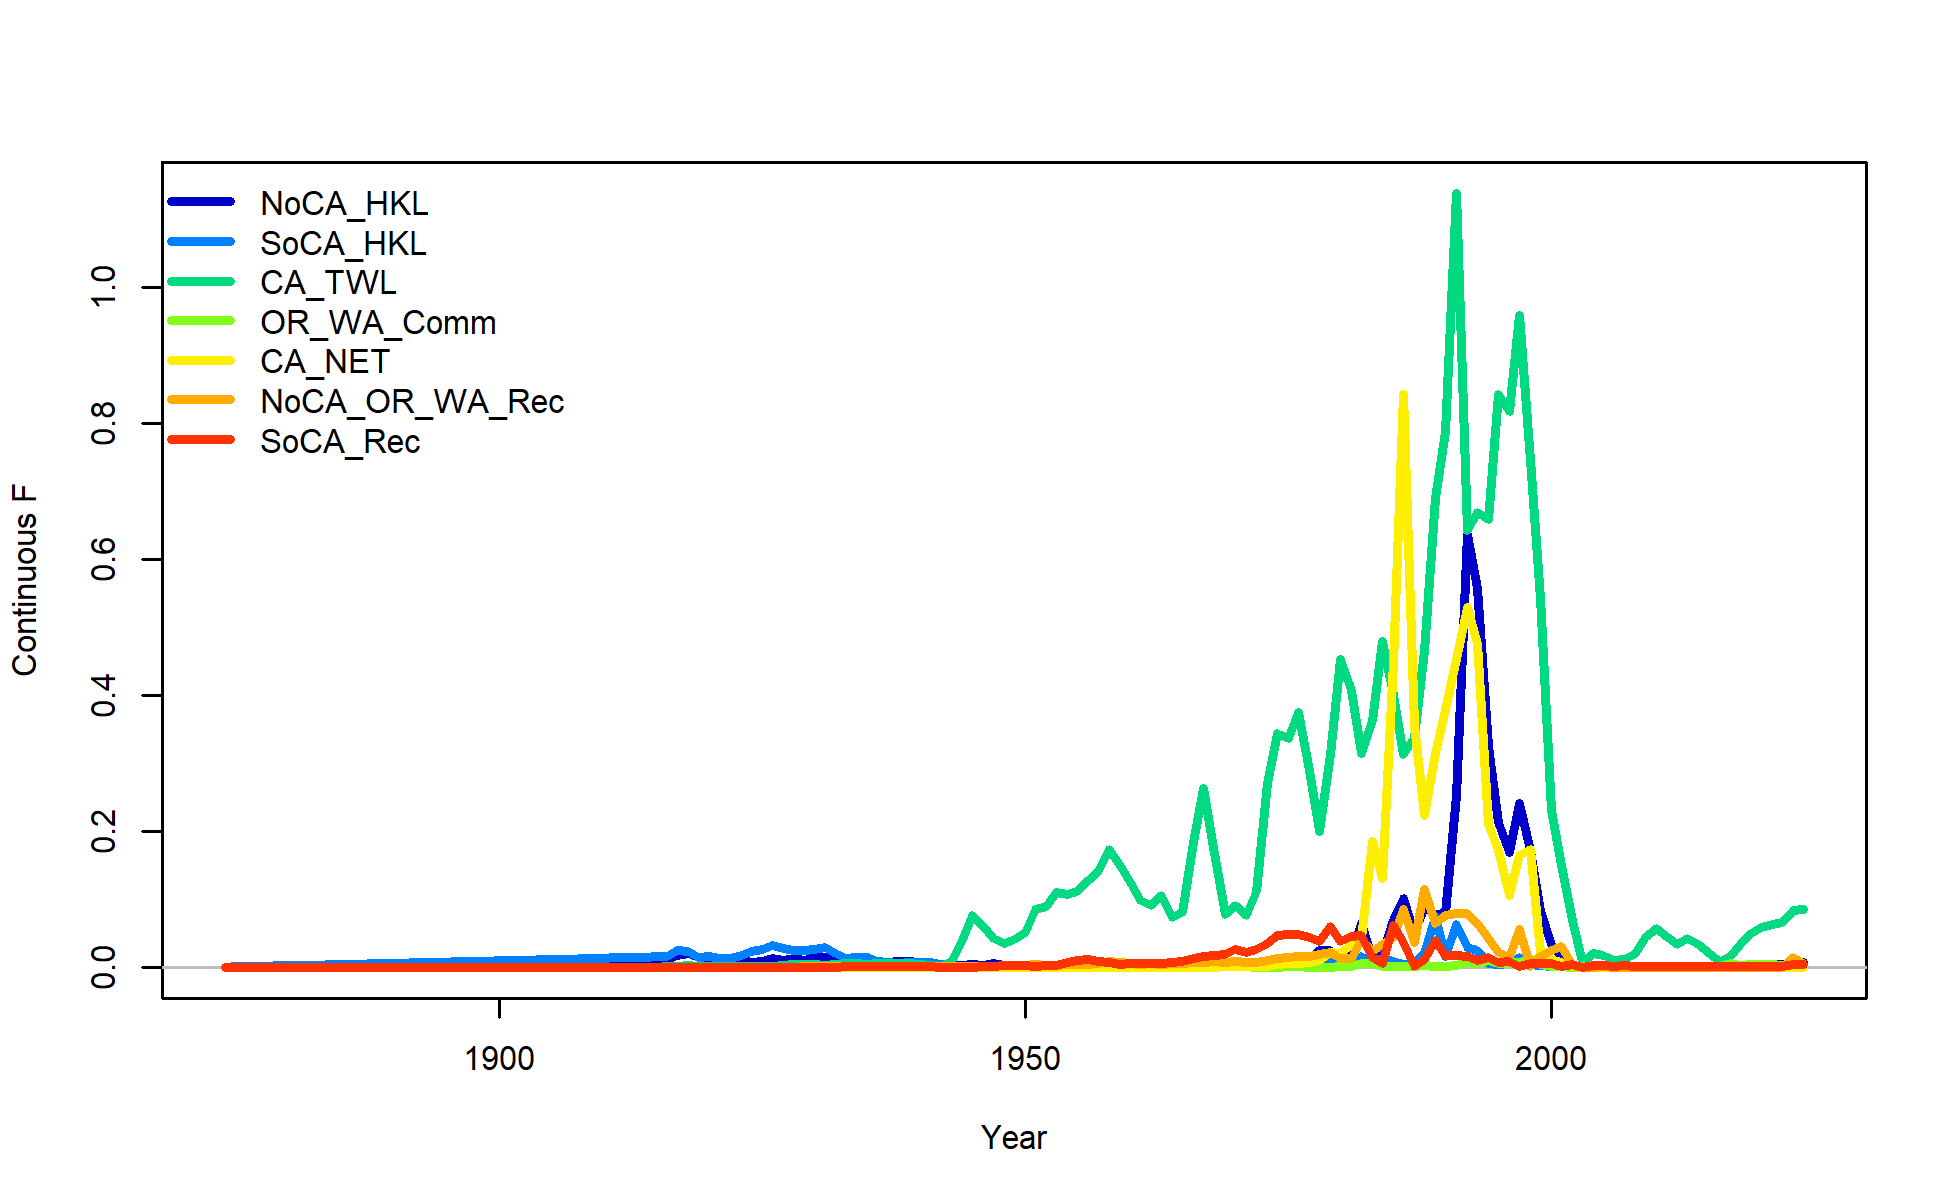 NoCA_HKL
SoCA_HKL
CA_TWL
OR_WA_Comm
CA_NET
NoCA_OR_WA_Rec
SoCA_Rec
Continuous F
1.0
0.8
0.6
0.4
0.2
0.0
1900 1950 2000
Year